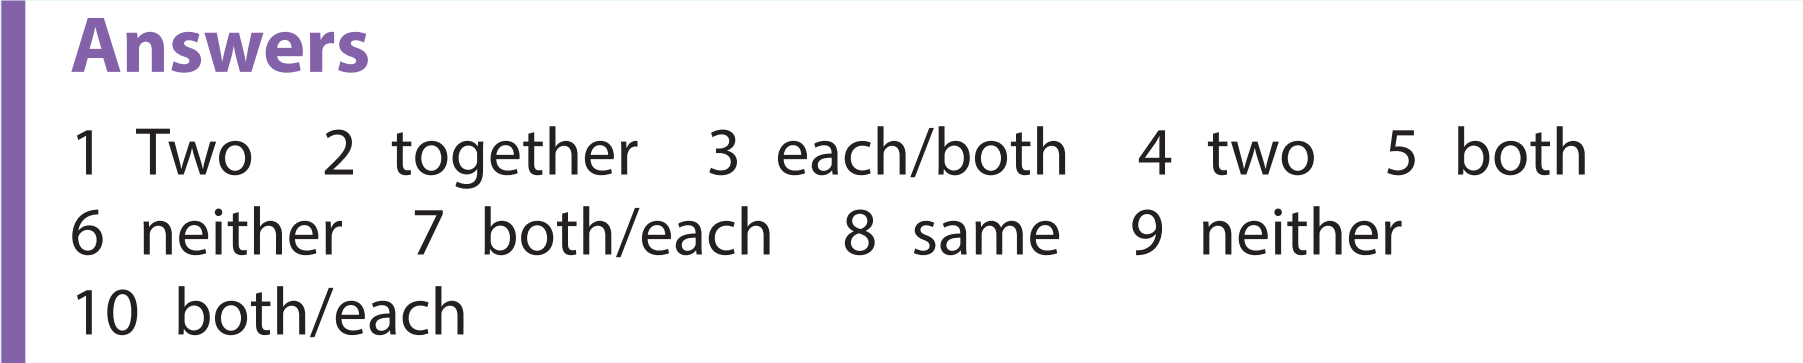 Answers
1 Two 2 together 3 each/both 4 two 5 both
6 neither 7 both/each 8 same 9 neither
10 both/each